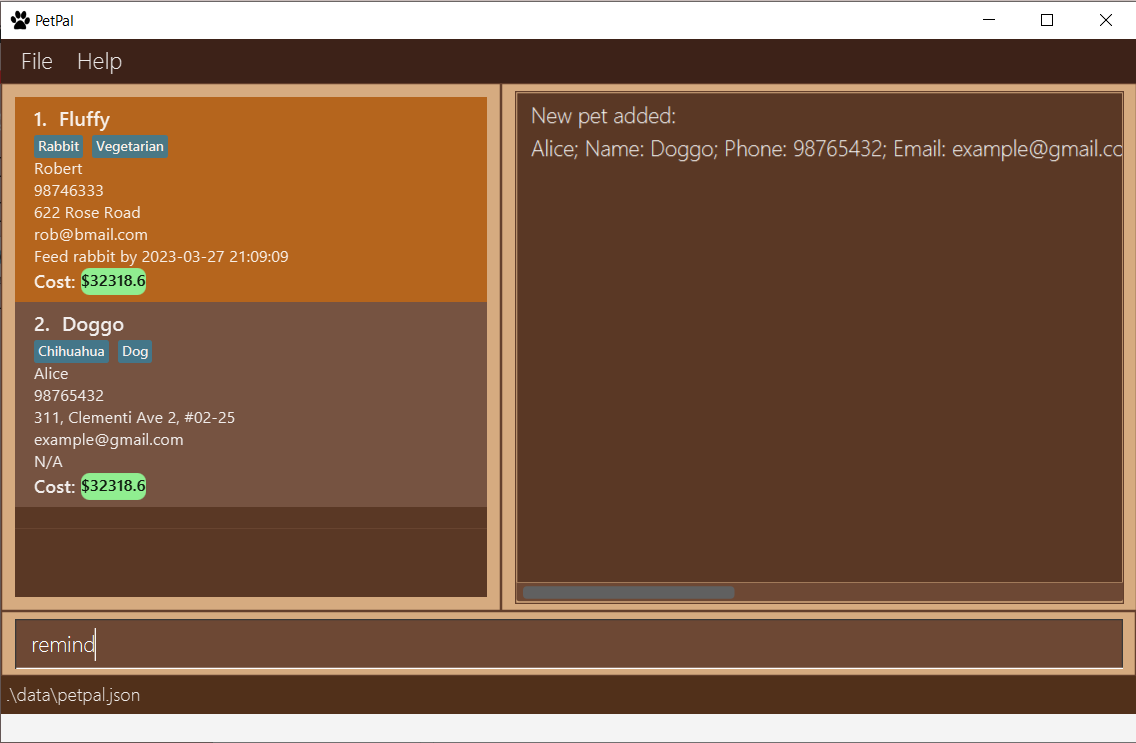 PetPal
File Help
1. Fluffy
Rabbit Vegetarian
Robert
98746333
622 Rose Road
rob@bmail.com
Feed rabbit by 2023-03-27 21:09:09
Cost: $32318.6
2. Doggo
Chihuahua Dog
Alice
98765432
311, Clementi Ave 2, #02-25
example@gmail.com
N/A
Cost: $32318.6
New pet added:
Alice; Name: Doggo; Phone: 98765432; Email: example@gmail.co
remind
.\data\petpal.json